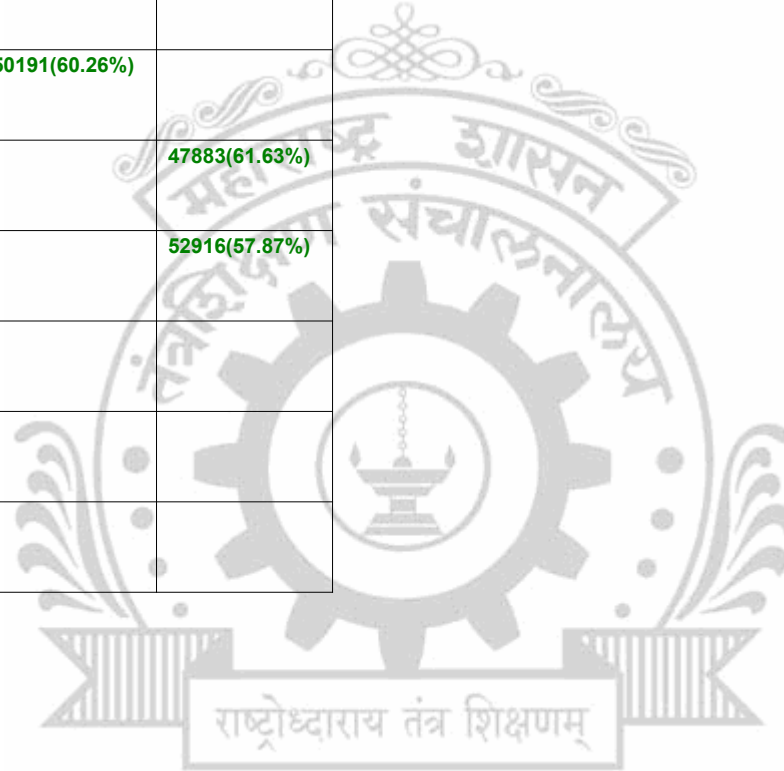 50191(60.26%)
47883(61.63%)
52916(57.87%)
महाराष्ट्र शासन
तंत्रशिक्षण संचालनालय
राष्ट्रोध्दाराय तंत्र शिक्षणम्